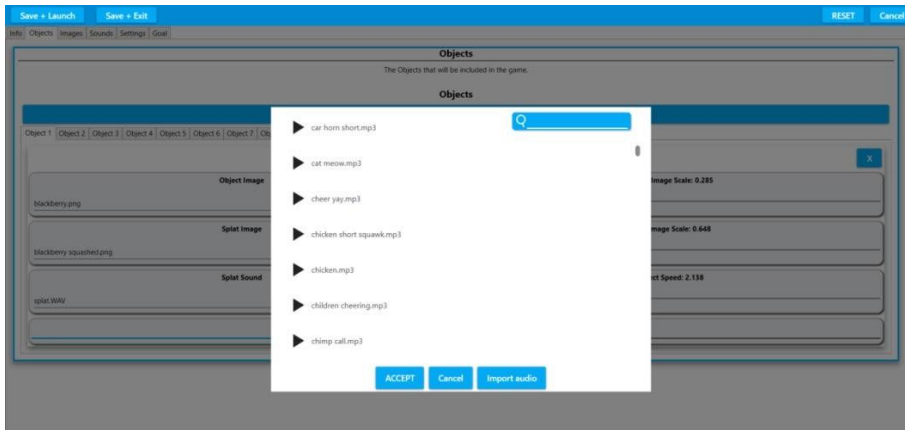 Save + Launch Save + Exit RESET Cancel
Info Objects Images Sounds Settings Goal
Objects
The Objects that will be included in the game.
Objects
Object 1 Object 2 Object 3 Object 4 Object 5 Object 6 Object 7 Ob
X
Object Image
mage Scale: 0.285
blackberry.png
Splat Image
mage Scale: 0.648
blackberry squashed.png
Splat Sound
ct Speed: 2.138
splat.WAV
car horn short.mp3
cat meow.mp3
cheer yay.mp3
chicken short squawk.mp3
chicken.mp3
children cheering.mp3
chimp call.mp3
ACCEPT Cancel Import audio